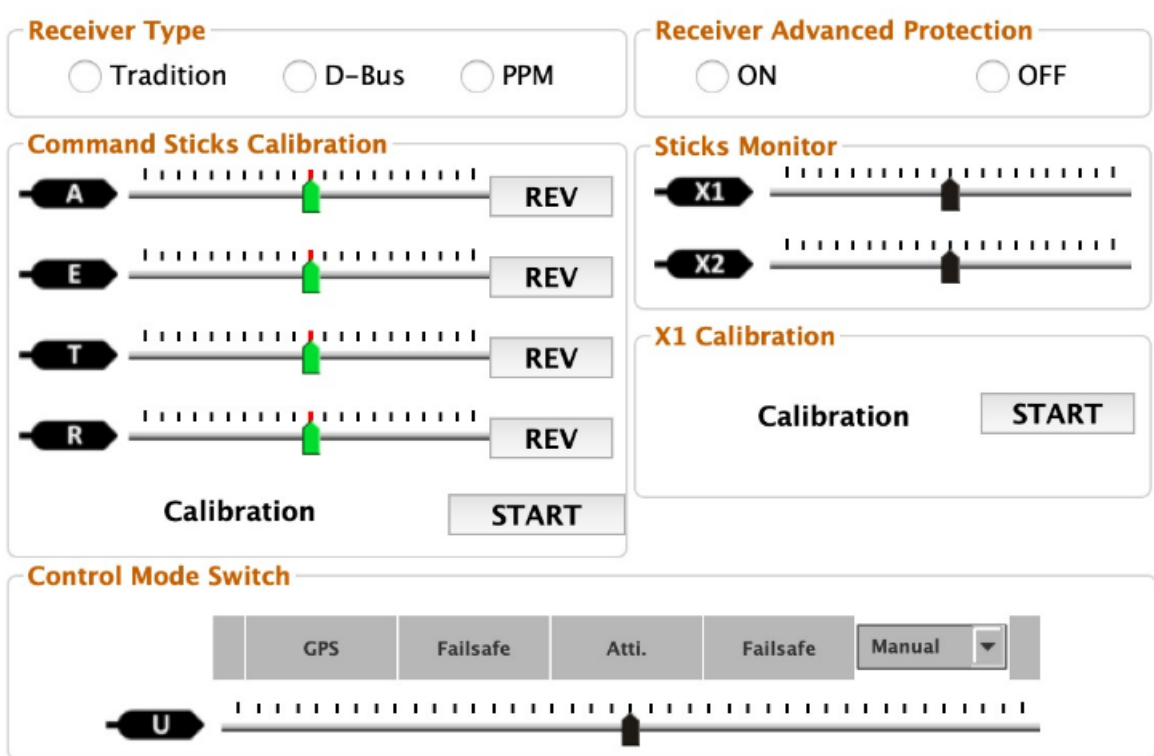 Receiver Type
Tradition D-Bus PPM
Receiver Advanced Protection
ON OFF
Command Sticks Calibration
A REV
E REV
T REV
R REV
Calibration START
Sticks Monitor
X1
X2
X1 Calibration
Calibration START
Control Mode Switch
GPS Failsafe Atti. Failsafe Manual
U